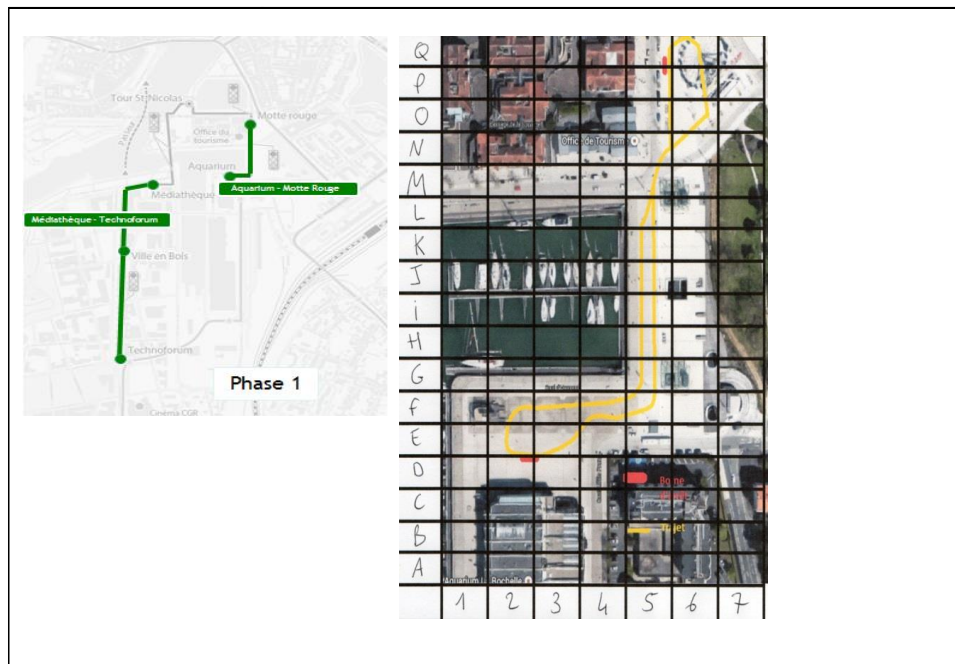 Tour St Nicolas
Motte rouge
Office du
tourisme
Aquarium
Aquarium - Motte Rouge
Médiathèque
Médiathèque - Technoforum
Ville en Bois
Technoforum
Phase 1
Cinéma CGR
Q
P
O
N
Office de Tourisme
M
L
K
J
i
H
G
f
E
D
Borne
C
B
Trajet
A
Aquarium La Rochelle
1 2 3 4 5 6 7